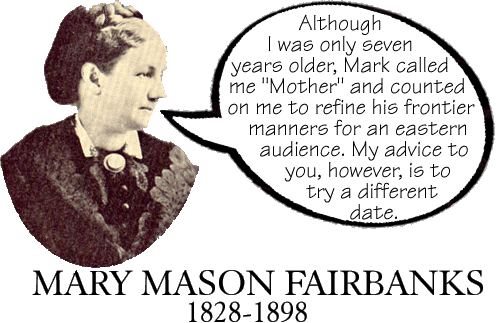 Although
I was only seven
years older, Mark called
me "Mother" and counted
on me to refine his frontier
manners for an eastern
audience. My advice to
you, however, is to
try a different
date.
MARY MASON FAIRBANKS
1828-1898